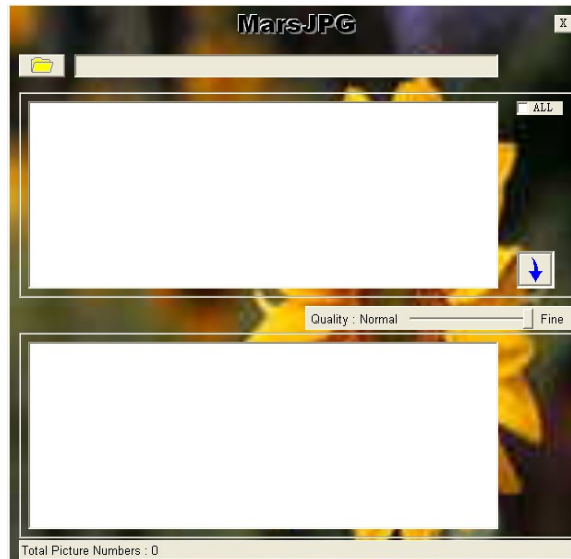 MarsJPG
X
ALL
Quality : Normal Fine
Total Picture Numbers : 0